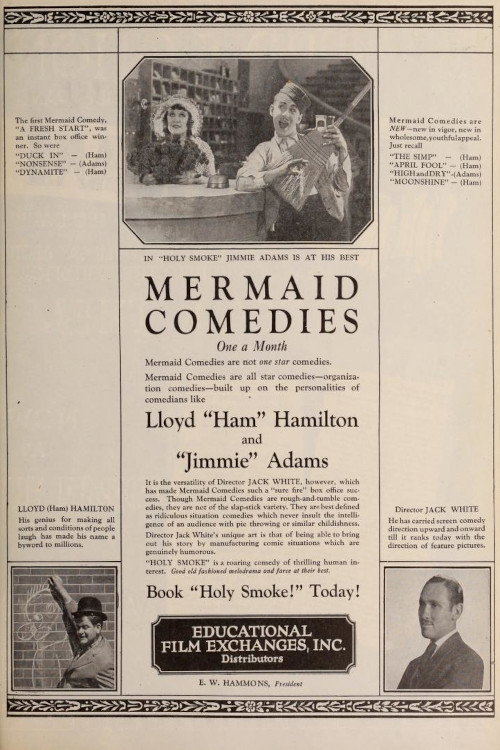 The first Mermaid Comedy,
"A FRESH START", was
an instant box office win-
ner. So were
"DUCK IN" — (Ham)
"NONSENSE" — (Adams)
"DYNAMITE" — (Ham)
Mermaid Comedies are
NEW—new in vigor, new in
wholesome, youthful appeal.
Just recall
"THE SIMP" — (Ham)
"APRIL FOOL" — (Ham)
"HIGH and DRY"-(Adams)
"MOONSHINE" — (Ham)
IN "HOLY SMOKE" JIMMIE ADAMS IS AT HIS BEST
MERMAID
COMEDIES
One a Month
Mermaid Comedies are not one star comedies.
Mermaid Comedies are all star comedies—organiza-
tion comedies—built up on the personalities of
comedians like
Lloyd "Ham" Hamilton
and
"Jimmie" Adams
It is the versatility of Director JACK WHITE, however, which
has made Mermaid Comedies such a "sure fire" box office suc-
cess. Though Mermaid Comedies are rough-and-tumble com-
edies, they are not of the slap-stick variety. They are best defined
as ridiculous situation comedies which never insult the intelli-
gence of an audience with pie throwing or similar childishness.
Director Jack White's unique art is that of being able to bring
out his story by manufacturing comic situations which are
genuinely humorous.
"HOLY SMOKE" is a roaring comedy of thrilling human in-
terest. Good old fashioned melodrama and farce at their best.
Book "Holy Smoke!" Today!
LLOYD (Ham) HAMILTON
His genius for making all
sorts and conditions of people
laugh has made his name a
byword to millions.
Director JACK WHITE
He has carried screen comedy
direction upward and onward
till it ranks today with the
direction of feature pictures.
EDUCATIONAL
FILM EXCHANGES, INC.
Distributors
E. W. HAMMONS, President